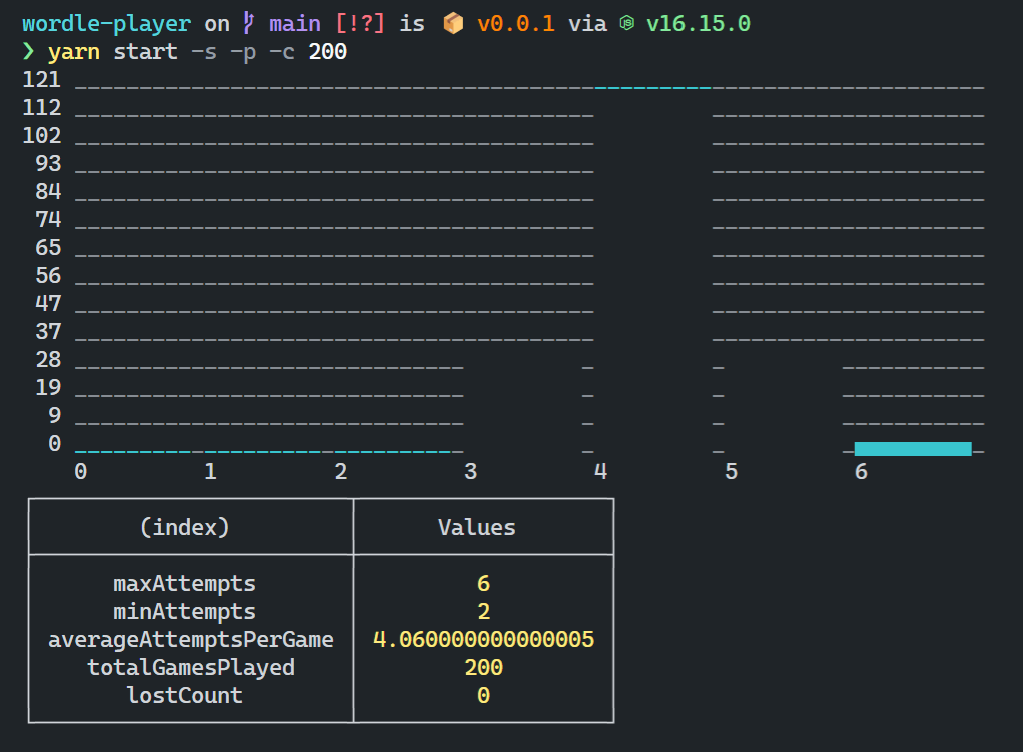 wordle-player on main [!?] is 📦 v0.0.1 via v16.15.0
❯ yarn start -s -p -c 200
121
112
102
93
84
74
65
56
47
37
28
19
9
0
0 1 2 3 4 5 6
(index) Values
maxAttempts 6
minAttempts 2
averageAttemptsPerGame 4.060000000000005
totalGamesPlayed 200
lostCount 0